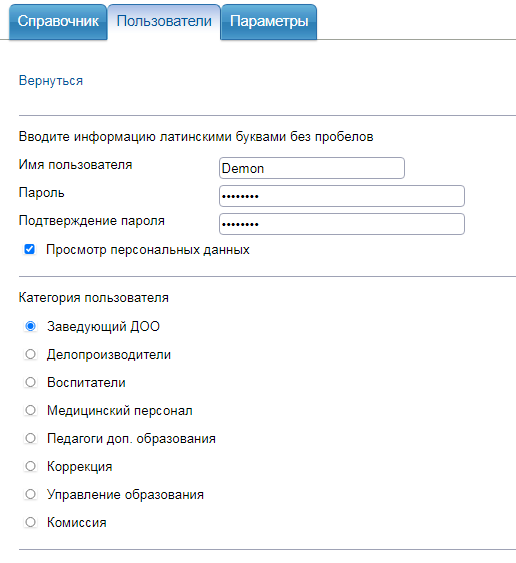 Справочник Пользователи Параметры
Вернуться
Вводите информацию латинскими буквами без пробелов
Имя пользователя Demon
Пароль ••••••••
Подтверждение пароля ••••••••
Просмотр персональных данных
Категория пользователя
Заведующий ДОО
Делопроизводители
Воспитатели
Медицинский персонал
Педагоги доп. образования
Коррекция
Управление образования
Комиссия